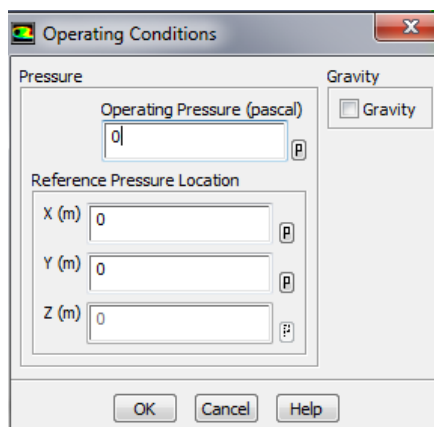 Operating Conditions
X
Pressure
Gravity
Operating Pressure (pascal)
0
P
Gravity
Reference Pressure Location
X (m) 0
P
Y (m) 0
P
Z (m) 0
P
OK Cancel Help